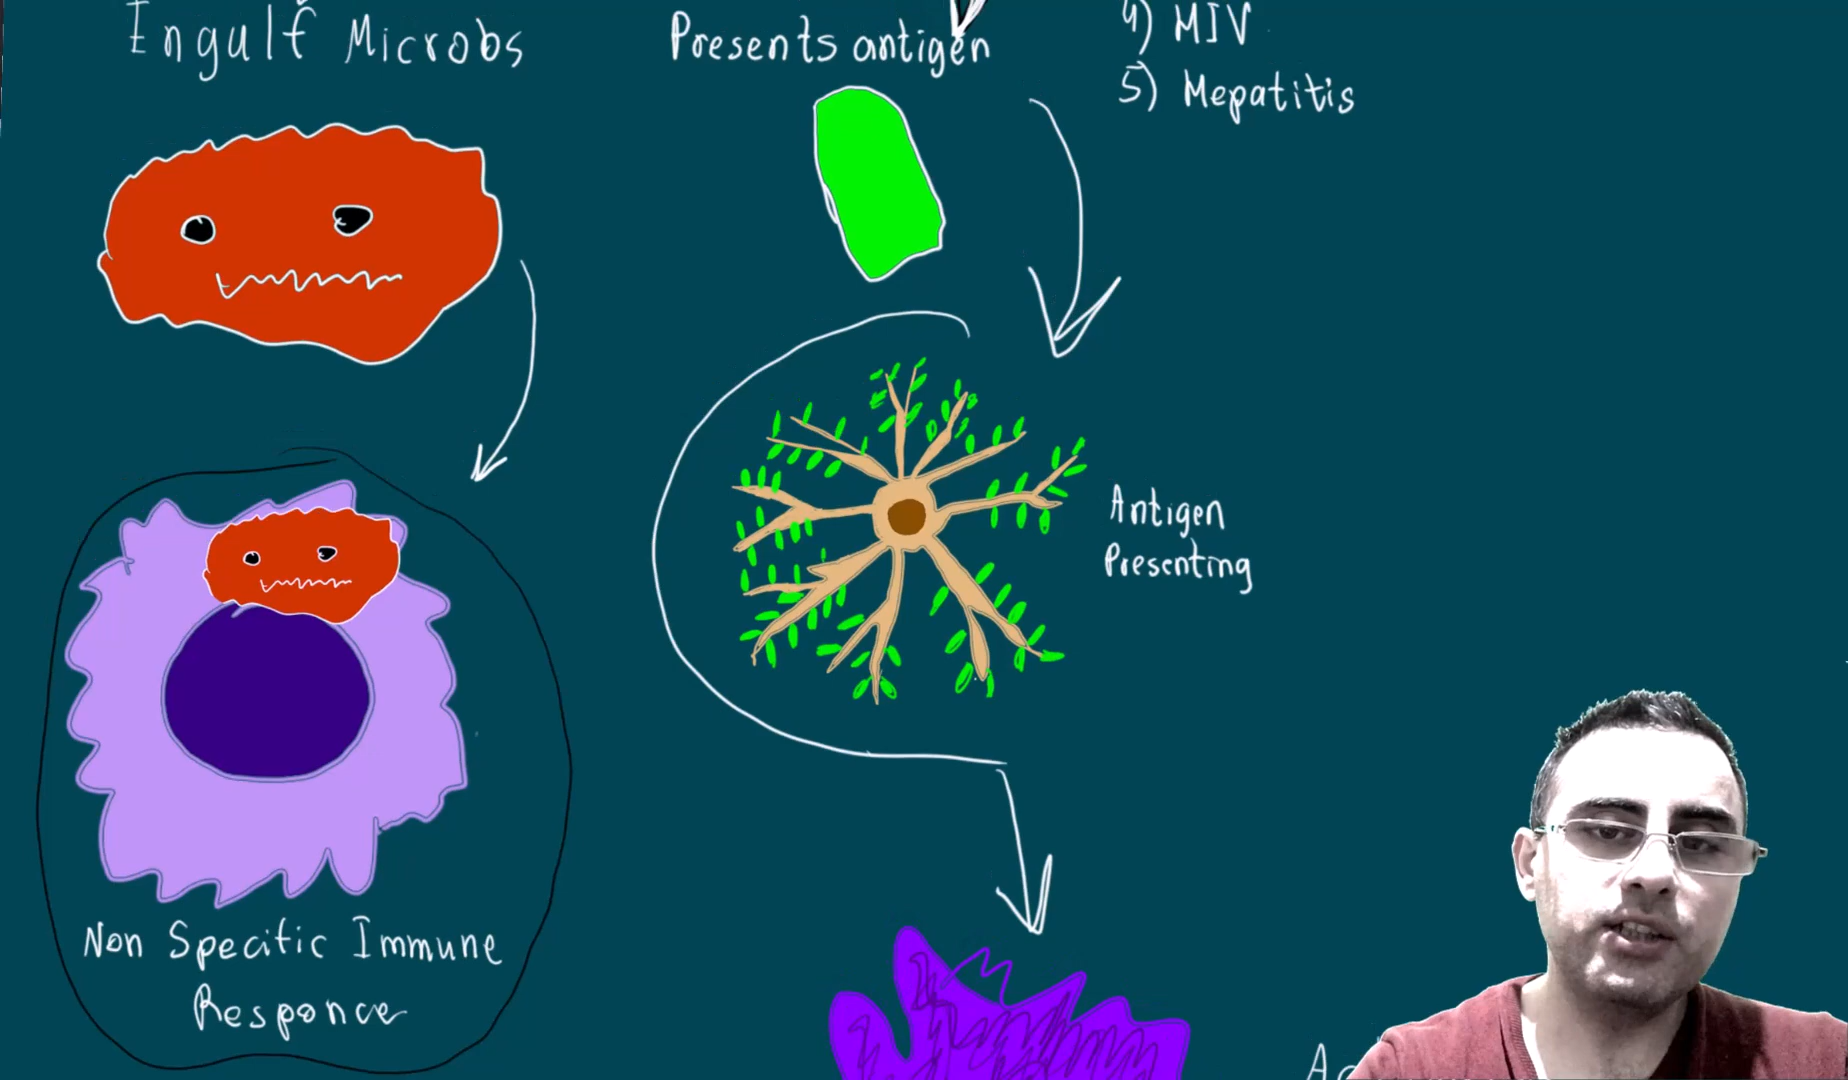 Engulf Microbs
Presents antigen
4) MIV
5) Mepatitis
Antigen
Presenting
Non Specific Immune
Responce